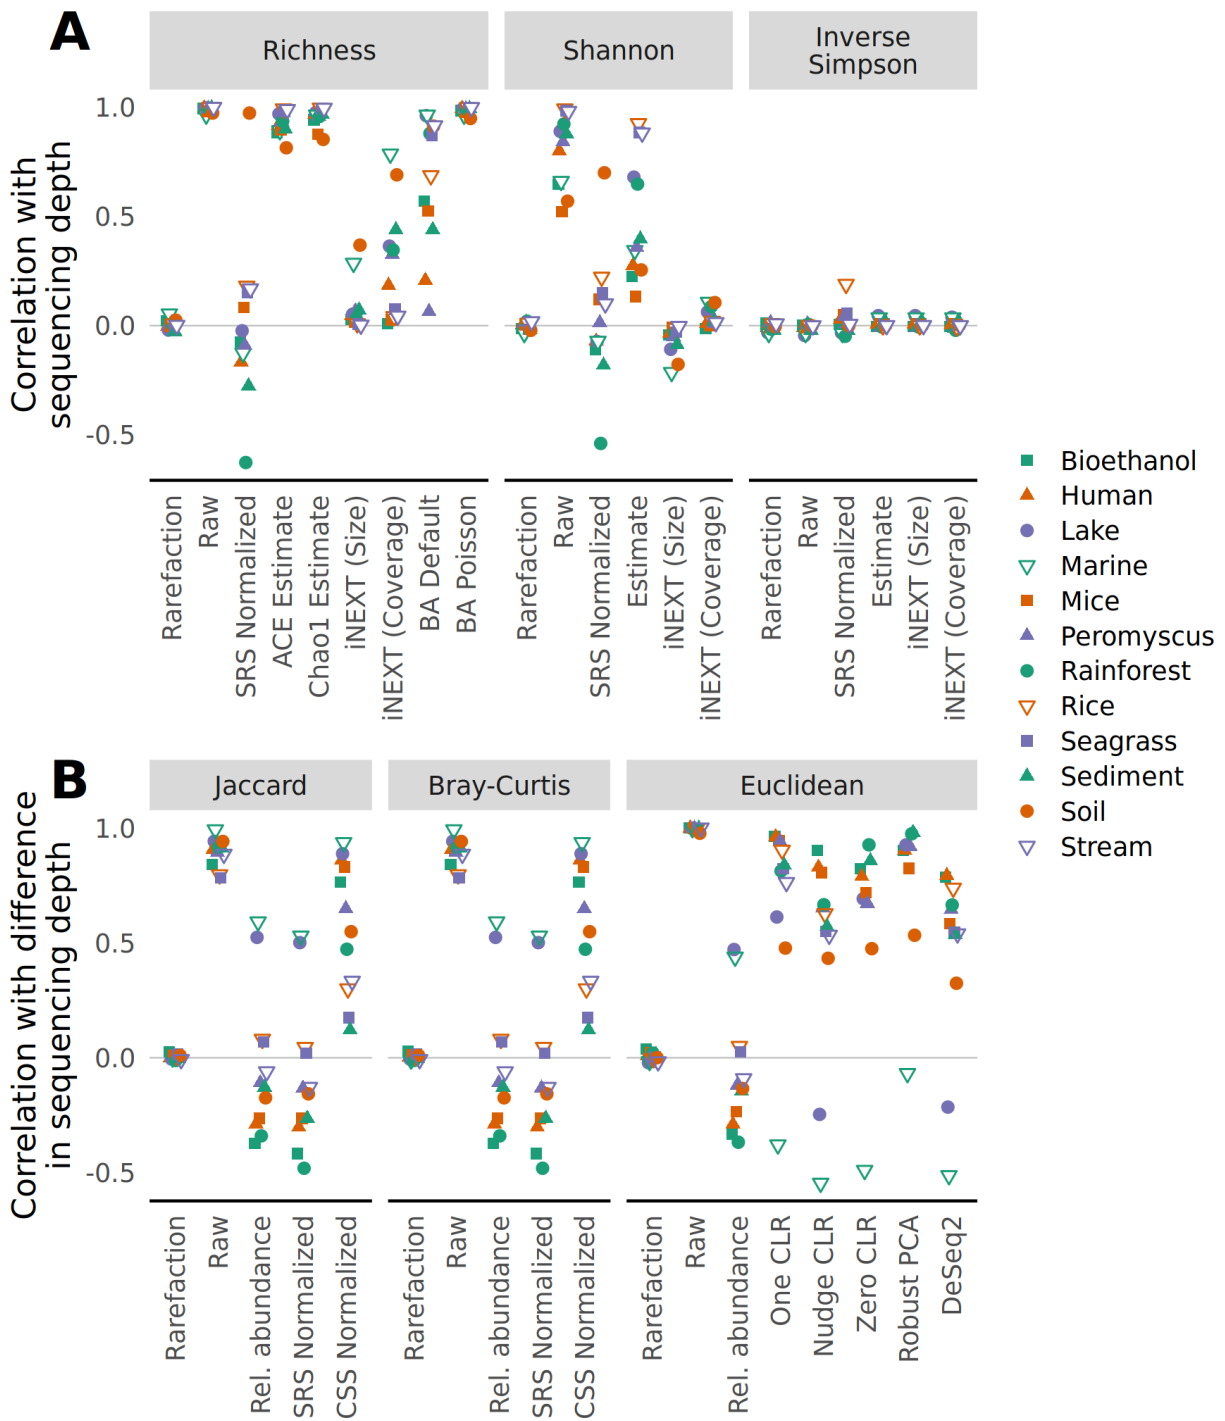 A
Richness
Shannon
Inverse
Simpson
Correlation with
sequencing depth
1.0
0.5
0.0
-0.5
Rarefaction
Raw
SRS Normalized
ACE Estimate
Chao1 Estimate
iNEXT (Size)
iNEXT (Coverage)
BA Default
BA Poisson
Rarefaction
Raw
SRS Normalized
Estimate
iNEXT (Size)
iNEXT (Coverage)
Rarefaction
Raw
SRS Normalized
Estimate
iNEXT (Size)
iNEXT (Coverage)
Bioethanol
Human
Lake
Marine
Mice
Peromyscus
Rainforest
Rice
Seagrass
Sediment
Soil
Stream
B
Jaccard
Bray-Curtis
Euclidean
Correlation with difference
in sequencing depth
1.0
0.5
0.0
-0.5
Rarefaction
Raw
Rel. abundance
SRS Normalized
CSS Normalized
Rarefaction
Raw
Rel. abundance
SRS Normalized
CSS Normalized
Rarefaction
Raw
Rel. abundance
One CLR
Nudge CLR
Zero CLR
Robust PCA
DeSeq2